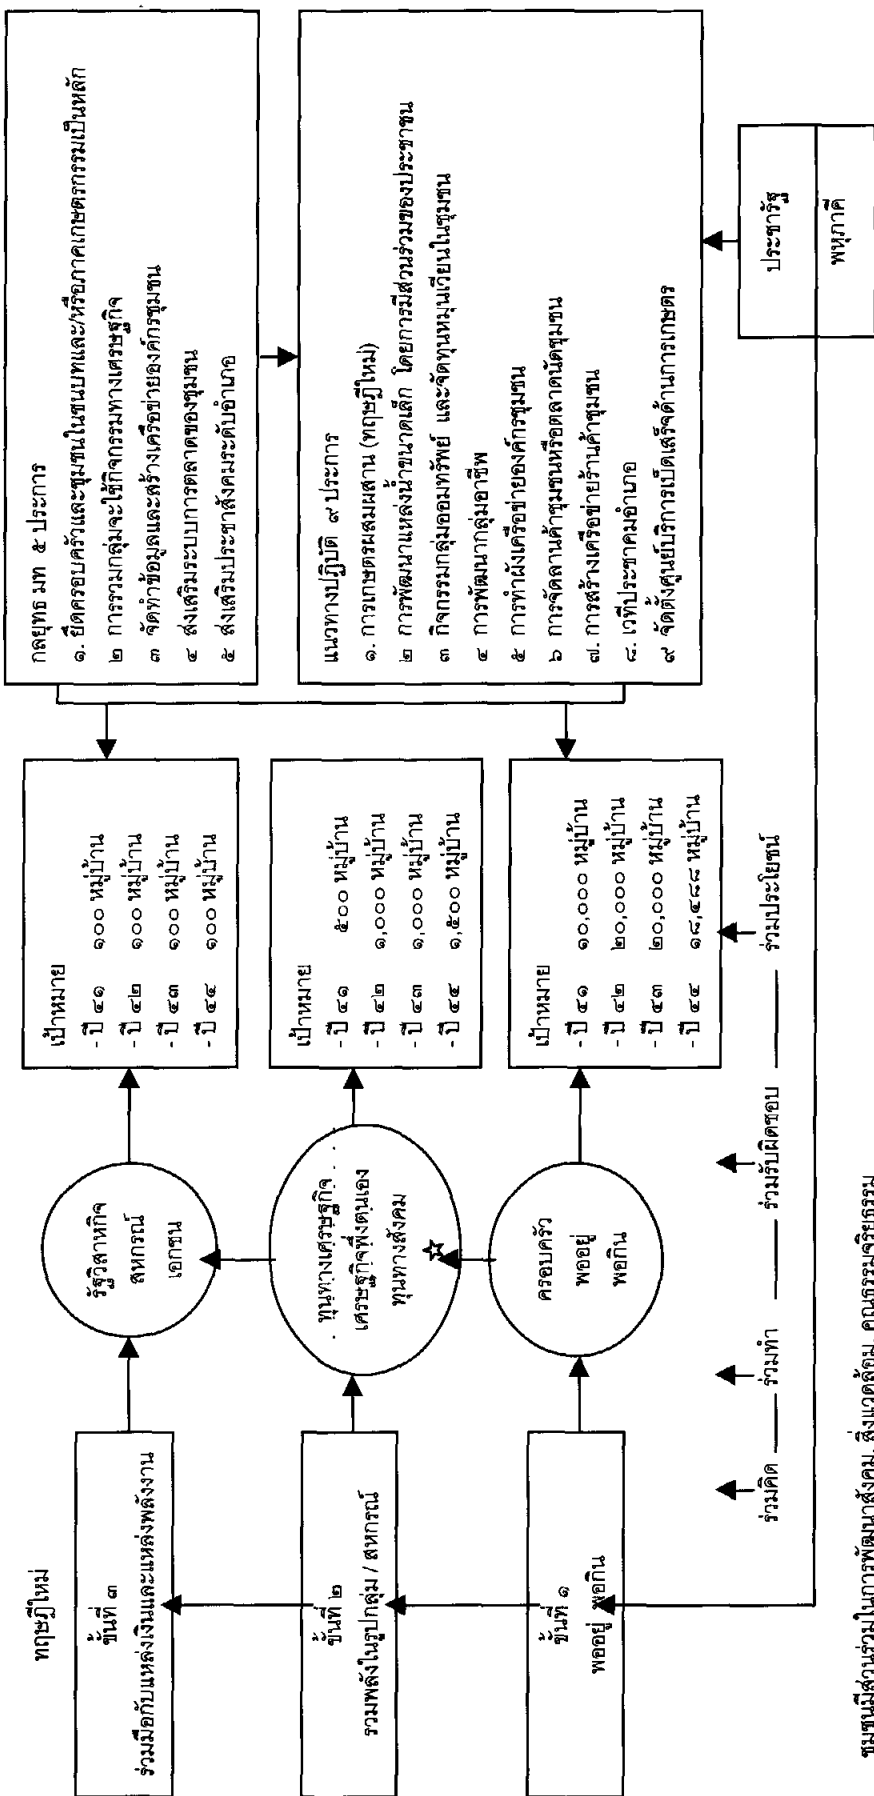 ทฤษฎีใหม่
ขั้นที่ ๓
ร่วมมือกับแหล่งเงินและแหล่งพลังงาน
รัฐวิสาหกิจ
สหกรณ์
เอกชน
เป้าหมาย
- ปี ๔๑ ๑๐๐ หมู่บ้าน
- ปี ๔๒ ๑๐๐ หมู่บ้าน
- ปี ๔๓ ๑๐๐ หมู่บ้าน
- ปี ๔๔ ๑๐๐ หมู่บ้าน
กลยุทธ มท ๕ ประการ
๑. ยึดครอบครัวและชุมชนในชนบทและ/หรือภาคเกษตรกรรมเป็นหลัก
๒ การรวมกลุ่มจะใช้กิจกรรมทางเศรษฐกิจ
๓ จัดทำข้อมูลและสร้างเครือข่ายองค์กรชุมชน
๔ ส่งเสริมระบบการตลาดของชุมชน
๕ ส่งเสริมประชาสังคมระดับอำเภอ
ขั้นที่ ๒
รวมพลังในรูปกลุ่ม / สหกรณ์
ทุนทางเศรษฐกิจ
เศรษฐกิจพึ่งตนเอง
ทุนทางสังคม
เป้าหมาย
- ปี ๔๑ ๕๐๐ หมู่บ้าน
- ปี ๔๒ ๑,๐๐๐ หมู่บ้าน
- ปี ๔๓ ๑,๐๐๐ หมู่บ้าน
- ปี ๔๔ ๑,๕๐๐ หมู่บ้าน
แนวทางปฏิบัติ ๙ ประการ
๑. การเกษตรผสมผสาน (ทฤษฎีใหม่)
๒ การพัฒนาแหล่งน้ำขนาดเล็ก โดยการมีส่วนร่วมของประชาชน
๓ กิจกรรมกลุ่มออมทรัพย์ และจัดทุนหมุนเวียนในชุมชน
๔ การพัฒนากลุ่มอาชีพ
๕ การทำผังเครือข่ายองค์กรชุมชน
๖ การจัดลานค้าชุมชนหรือตลาดนัดชุมชน
๗. การสร้างเครือข่ายร้านค้าชุมชน
๘. เวทีประชาคมอำเภอ
๙ จัดตั้งศูนย์บริการเบ็ดเสร็จด้านการเกษตร
ขั้นที่ ๑
พออยู่ พอกิน
ครอบครัว
พออยู่
พอกิน
เป้าหมาย
- ปี ๔๑ ๑๐,๐๐๐ หมู่บ้าน
- ปี ๔๒ ๒๐,๐๐๐ หมู่บ้าน
- ปี ๔๓ ๒๐,๐๐๐ หมู่บ้าน
- ปี ๔๔ ๑๘,๔๘๘ หมู่บ้าน
ร่วมคิด ร่วมทำ ร่วมรับผิดชอบ ร่วมประโยชน์
ประชารัฐ
พหุภาคี
ชุมชนมีส่วนร่วมในการพัฒนาสังคม, สิ่งแวดล้อม, คุณธรรมจริยธรรม